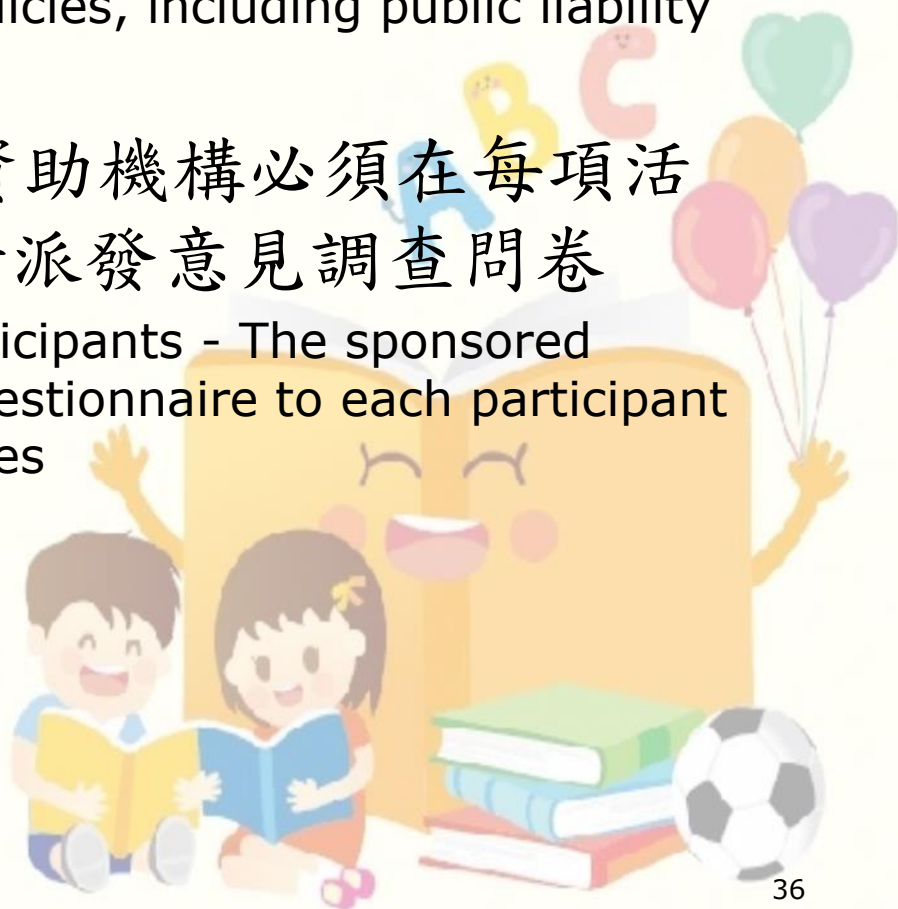 licies, including public liability
A B C
資助機構必須在每項活
派發意見調查問卷
icipants - The sponsored
estionnaire to each participant
es
36